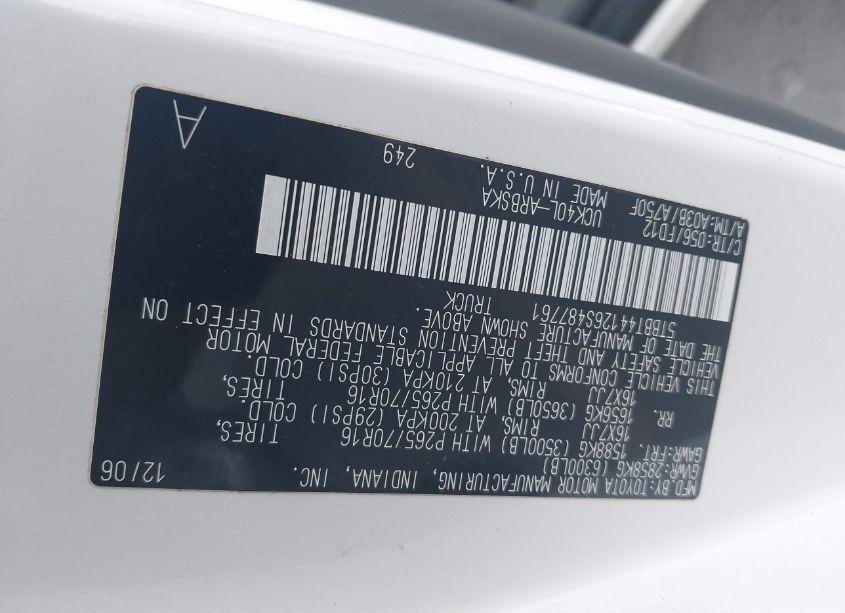 MFD.BY:TOYOTA MOTOR MANUFACTURING, INDIANA, INC. 12/06
GVWR:2858KG (6300LB)
GAWR:FRT. 1588KG (3500LB) WITH P265/70R16 TIRES,
16X7JJ RIMS, AT 200KPA (29PSI) COLD.
RR. 1656KG (3650LB) WITH P265/70R16 TIRES,
16X7JJ RIMS, AT 210KPA (30PSI) COLD.
THIS VEHICLE CONFORMS TO ALL APPLICABLE FEDERAL MOTOR
VEHICLE SAFETY AND THEFT PREVENTION STANDARDS IN EFFECT ON
THE DATE OF MANUFACTURE SHOWN ABOVE.
5TBBT44126S487761 TRUCK
C/TR:056/FD12 UCK40L-ARBSKA 249
A/TM:A03B/A750F MADE IN U.S.A. A